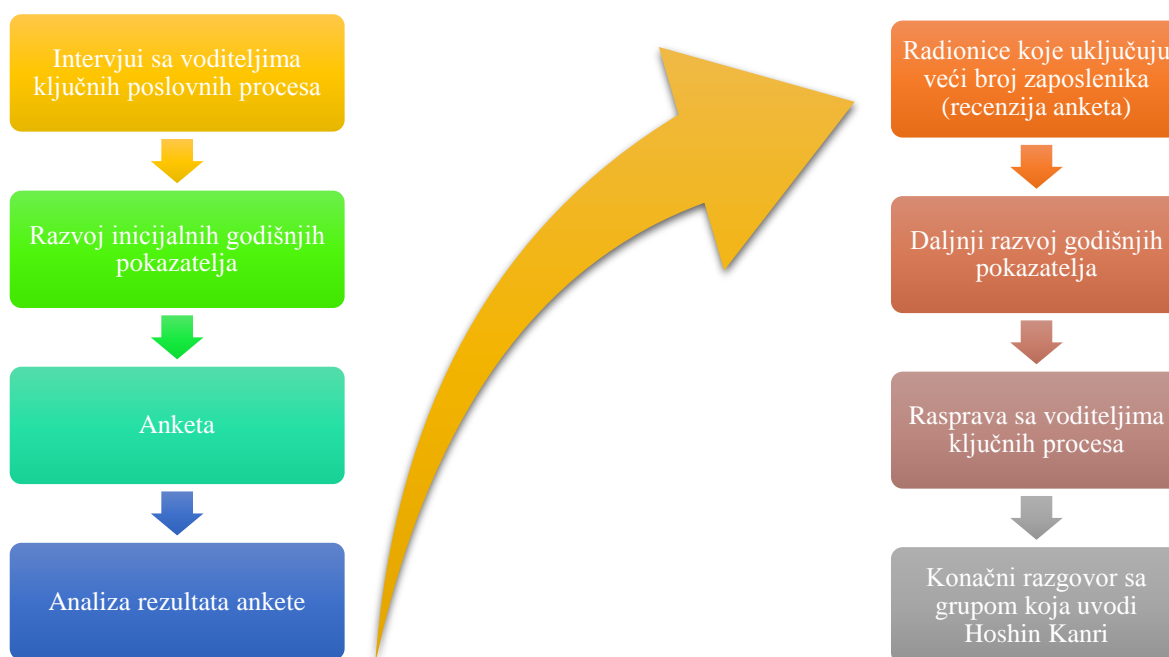 Intervjui sa voditeljima
ključnih poslovnih procesa
Razvoj inicijalnih godišnjih
pokazatelja
Anketa
Analiza rezultata ankete
Radionice koje uključuju
veći broj zaposlenika
(recenzija anketa)
Daljnji razvoj godišnjih
pokazatelja
Rasprava sa voditeljima
ključnih procesa
Konačni razgovor sa
grupom koja uvodi
Hoshin Kanri